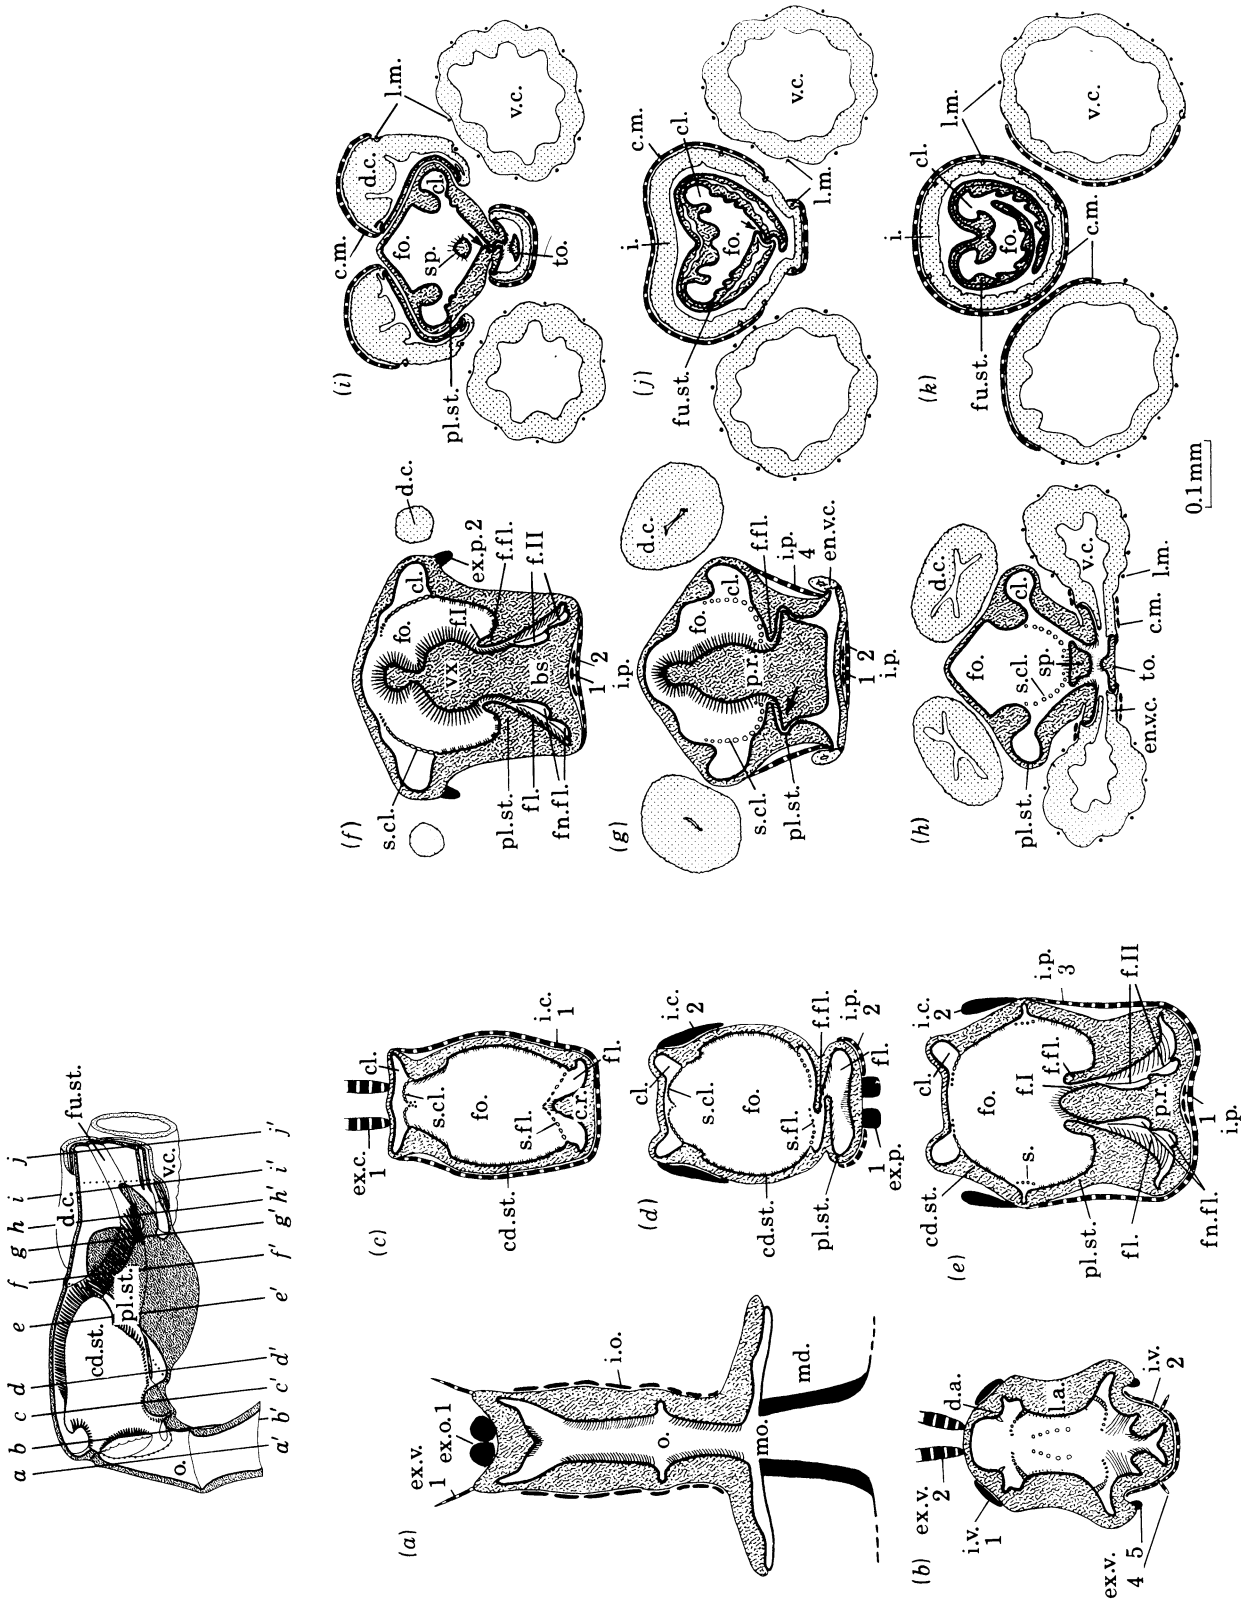 a b c d e f g h i j
a' b' c' d' e' f' g' h' i' j'
o.
cd.st.
pl.st.
d.c.
fu.st.
v.c.
(a)
ex.v.
1
ex.o.1
i.o.
o.
mo.
md.
(b)
ex.v.
2
i.v.
1
d.a.
l.a.
i.v.
2
ex.v.
4 5
(c)
ex.c.
1
cl.
s.cl.
fo.
cd.st.
s.fl.
c.r.
fl.
i.c.
1
(d)
cl.
s.cl.
i.c.
2
fo.
cd.st.
s.fl.
f.fl.
pl.st.
i.p.
2
fl.
1
ex.p.
(e)
cd.st.
cl.
i.c.
2
fo.
s.
f.fl.
f.I
i.p.
3
pl.st.
fl.
p.r.
f.II
fn.fl.
1
i.p.
(f)
d.c.
s.cl.
fo.
cl.
ex.p.2
f.I
vx
f.fl.
pl.st.
f.II
fl.
bs.
fn.fl.
1 2
i.p.
(g)
d.c.
fo.
cl.
s.cl.
f.fl.
p.r.
i.p.
4
pl.st.
en.v.c.
1 2
i.p.
(h)
d.c.
fo.
cl.
s.cl.
sp.
pl.st.
v.c.
en.v.c.
to.
c.m.
l.m.
(i)
c.m.
d.c.
l.m.
fo.
cl.
sp.
pl.st.
to.
v.c.
(j)
i.
c.m.
cl.
fo.
fu.st.
l.m.
v.c.
(k)
i.
cl.
l.m.
fo.
fu.st.
c.m.
v.c.
0.1 mm